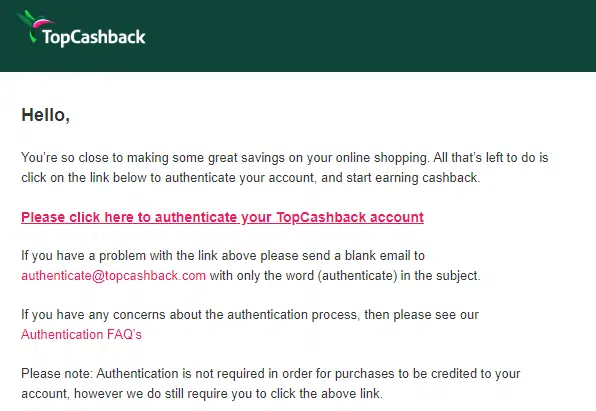 TopCashback
Hello,
You're so close to making some great savings on your online shopping. All that's left to do is
click on the link below to authenticate your account, and start earning cashback.
Please click here to authenticate your TopCashback account
If you have a problem with the link above please send a blank email to
authenticate@topcashback.com with only the word (authenticate) in the subject.
If you have any concerns about the authentication process, then please see our
Authentication FAQ's
Please note: Authentication is not required in order for purchases to be credited to your
account, however we do still require you to click the above link.